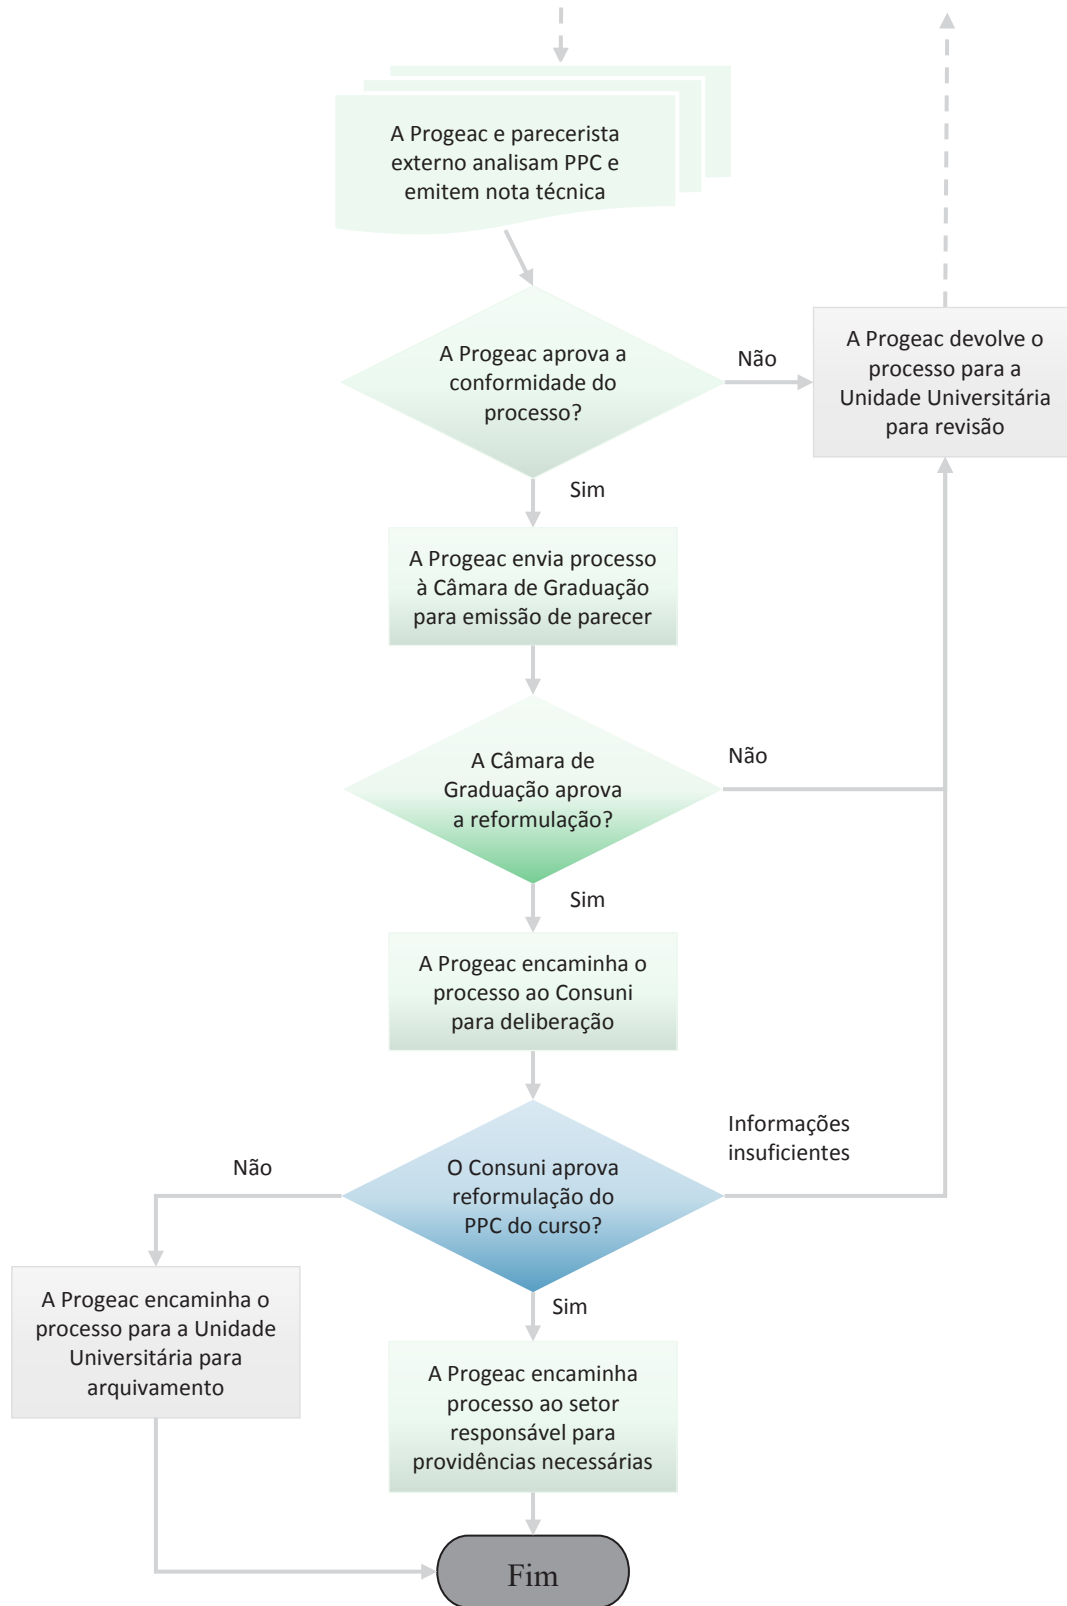 A Progeac e parecerista
externo analisam PPC e
emitem nota técnica
A Progeac aprova a
conformidade do
processo?
Não
A Progeac devolve o
processo para a
Unidade Universitária
para revisão
Sim
A Progeac envia processo
à Câmara de Graduação
para emissão de parecer
A Câmara de
Graduação aprova
a reformulação?
Não
Sim
A Progeac encaminha o
processo ao Consuni
para deliberação
Informações
insuficientes
Não
O Consuni aprova
reformulação do
PPC do curso?
A Progeac encaminha o
processo para a Unidade
Universitária para
arquivamento
Sim
A Progeac encaminha
processo ao setor
responsável para
providências necessárias
Fim